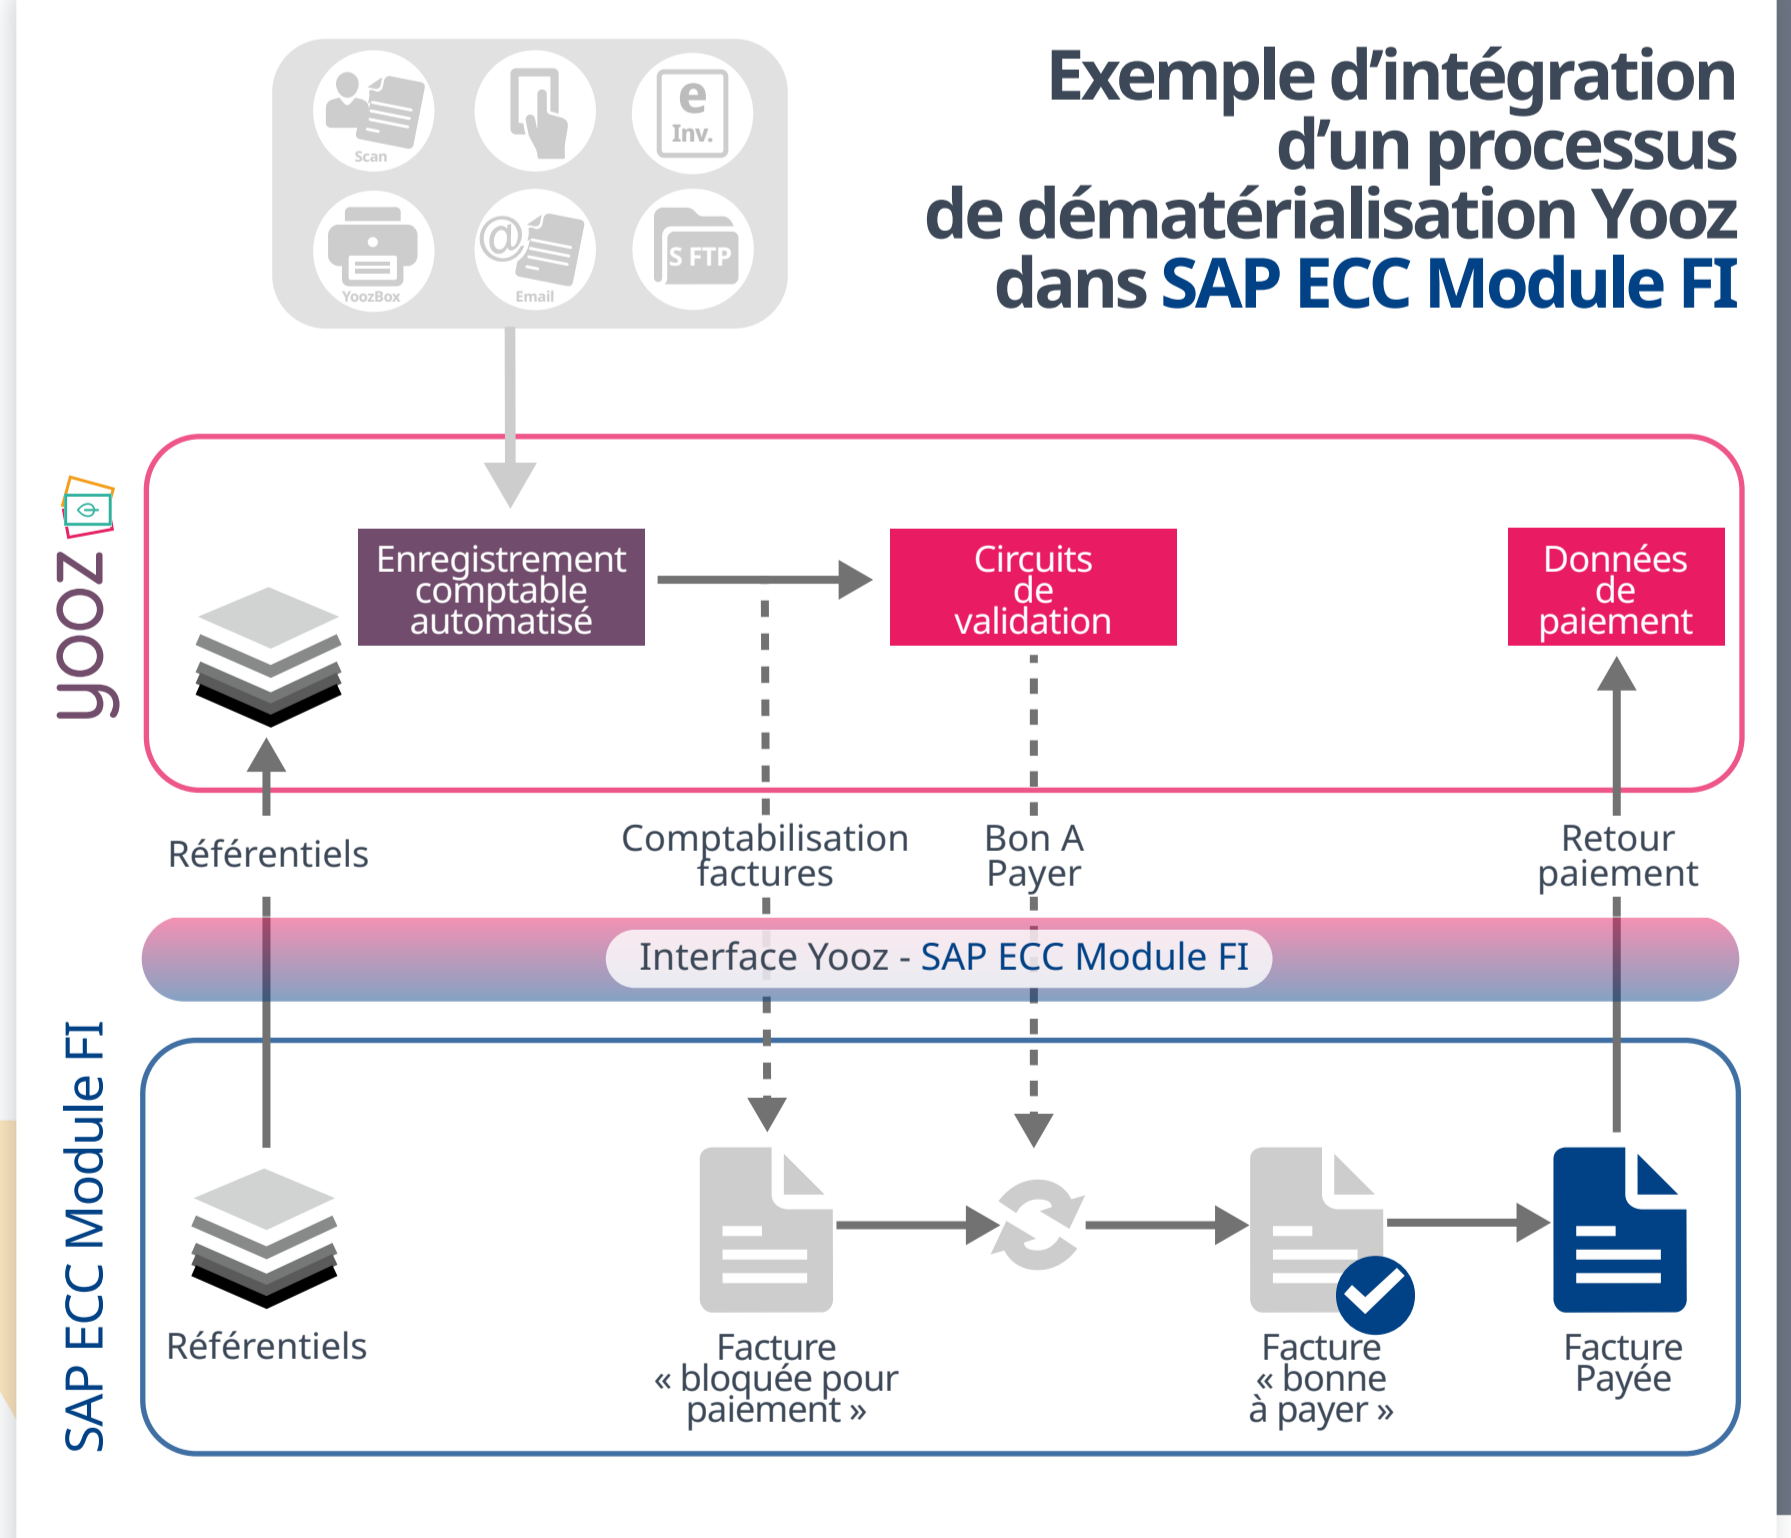 Exemple d’intégration
d’un processus
de dématérialisation Yooz
dans SAP ECC Module FI
Scan
e
Inv.
YoozBox
@
Email
S FTP
yooz
Enregistrement
comptable
automatisé
Circuits
de
validation
Données
de
paiement
Référentiels
Comptabilisation
factures
Bon A
Payer
Retour
paiement
Interface Yooz - SAP ECC Module FI
SAP ECC Module FI
Référentiels
Facture
« bloquée pour
paiement »
Facture
« bonne
à payer »
Facture
Payée